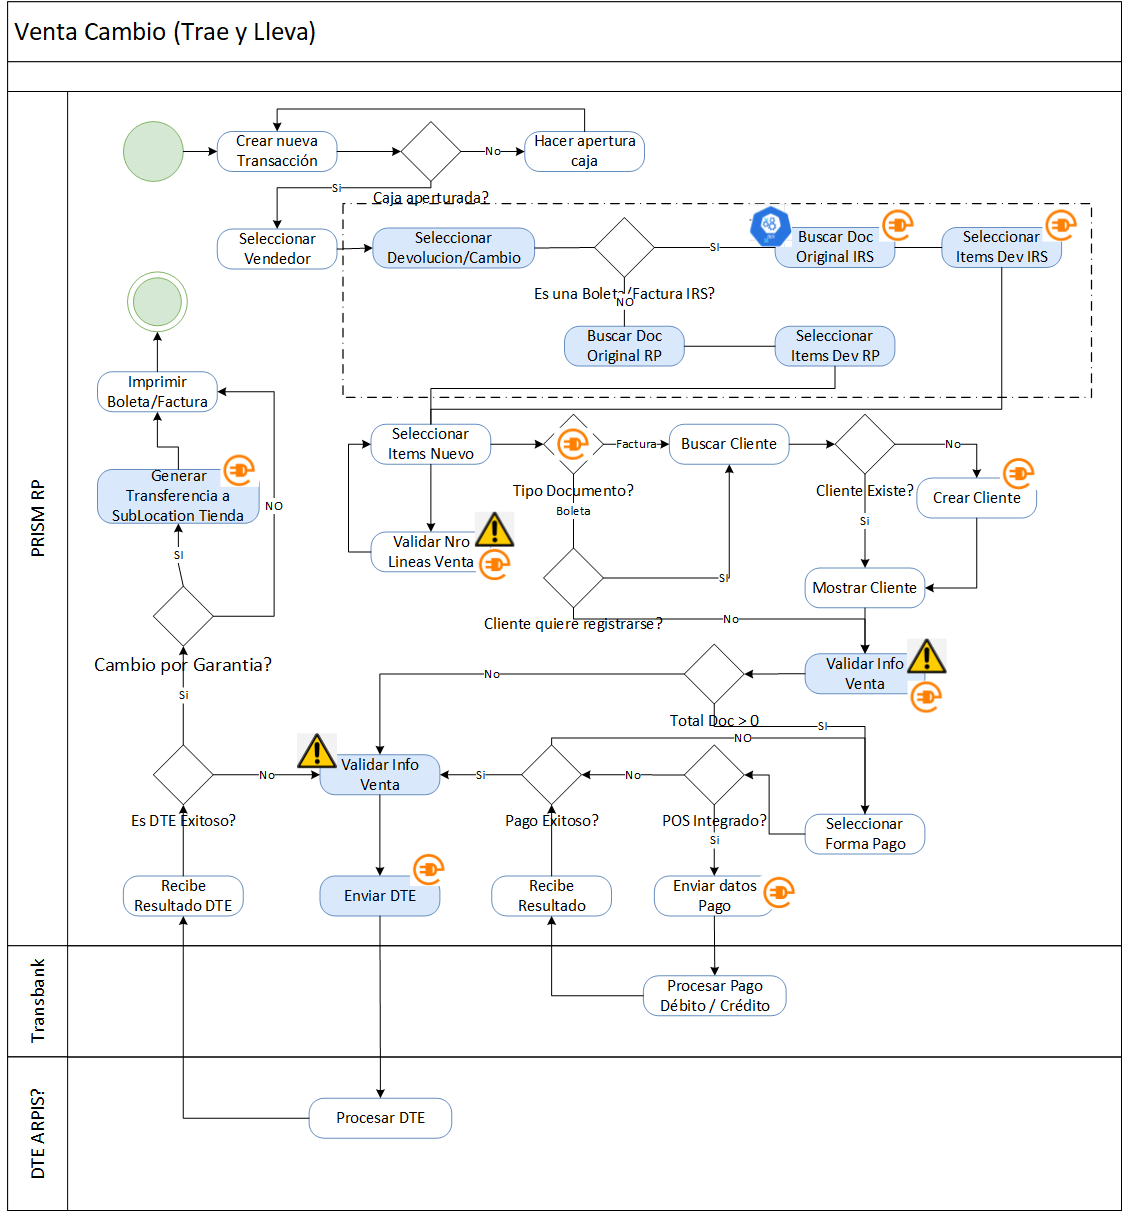 Venta Cambio (Trae y Lleva)
PRISM RP
Crear nueva
Transacción
No
Hacer apertura
caja
Si
Caja aperturada?
Seleccionar
Vendedor
Seleccionar
Devolucion/Cambio
SI
Buscar Doc
Original IRS
Seleccionar
Items Dev IRS
Es una Boleta/Factura IRS?
NO
Buscar Doc
Original RP
Seleccionar
Items Dev RP
Imprimir
Boleta/Factura
Seleccionar
Items Nuevo
Factura
Buscar Cliente
No
Tipo Documento?
Boleta
Cliente Existe?
Crear Cliente
Si
Generar
Transferencia a
SubLocation Tienda
NO
SI
Validar Nro
Lineas Venta
SI
Mostrar Cliente
Cliente quiere registrarse?
No
Cambio por Garantia?
Si
No
Validar Info
Venta
Total Doc > 0
SI
NO
Validar Info
Venta
No
Si
No
Es DTE Exitoso?
Pago Exitoso?
POS Integrado?
Si
Seleccionar
Forma Pago
Recibe
Resultado DTE
Enviar DTE
Recibe
Resultado
Enviar datos
Pago
Transbank
Procesar Pago
Débito / Crédito
DTE ARPIS?
Procesar DTE